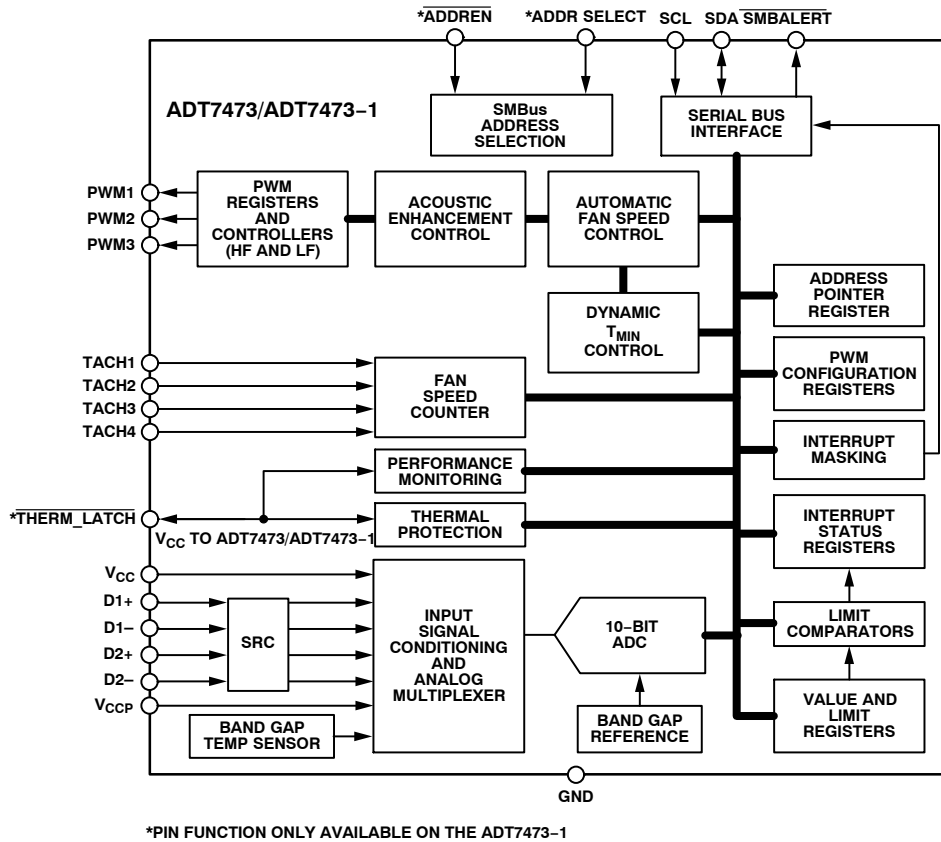 *ADDREN
*ADDR SELECT
SCL
SDA
SMBALERT
ADT7473/ADT7473–1
SMBus
ADDRESS
SELECTION
SERIAL BUS
INTERFACE
PWM1
PWM2
PWM3
PWM
REGISTERS
AND
CONTROLLERS
(HF AND LF)
ACOUSTIC
ENHANCEMENT
CONTROL
AUTOMATIC
FAN SPEED
CONTROL
ADDRESS
POINTER
REGISTER
DYNAMIC
TMIN
CONTROL
PWM
CONFIGURATION
REGISTERS
TACH1
TACH2
TACH3
TACH4
FAN
SPEED
COUNTER
INTERRUPT
MASKING
PERFORMANCE
MONITORING
*THERM_LATCH
THERMAL
PROTECTION
VCC TO ADT7473/ADT7473–1
INTERRUPT
STATUS
REGISTERS
VCC
D1+
D1–
D2+
D2–
VCCP
SRC
INPUT
SIGNAL
CONDITIONING
AND
ANALOG
MULTIPLEXER
10–BIT
ADC
LIMIT
COMPARATORS
BAND GAP
TEMP SENSOR
BAND GAP
REFERENCE
VALUE AND
LIMIT
REGISTERS
GND
*PIN FUNCTION ONLY AVAILABLE ON THE ADT7473–1